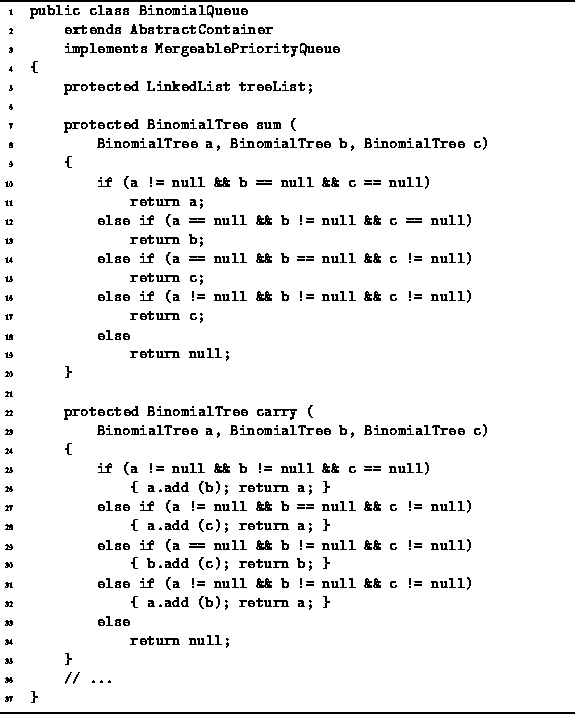 1 public class BinomialQueue
2 extends AbstractContainer
3 implements MergeablePriorityQueue
4 {
5 protected LinkedList treeList;
6
7 protected BinomialTree sum (
8 BinomialTree a, BinomialTree b, BinomialTree c)
9 {
10 if (a != null && b == null && c == null)
11 return a;
12 else if (a == null && b != null && c == null)
13 return b;
14 else if (a == null && b == null && c != null)
15 return c;
16 else if (a != null && b != null && c != null)
17 return c;
18 else
19 return null;
20 }
21
22 protected BinomialTree carry (
23 BinomialTree a, BinomialTree b, BinomialTree c)
24 {
25 if (a != null && b != null && c == null)
26 { a.add (b); return a; }
27 else if (a != null && b == null && c != null)
28 { a.add (c); return a; }
29 else if (a == null && b != null && c != null)
30 { b.add (c); return b; }
31 else if (a != null && b != null && c != null)
32 { a.add (b); return a; }
33 else
34 return null;
35 }
36 // ...
37 }